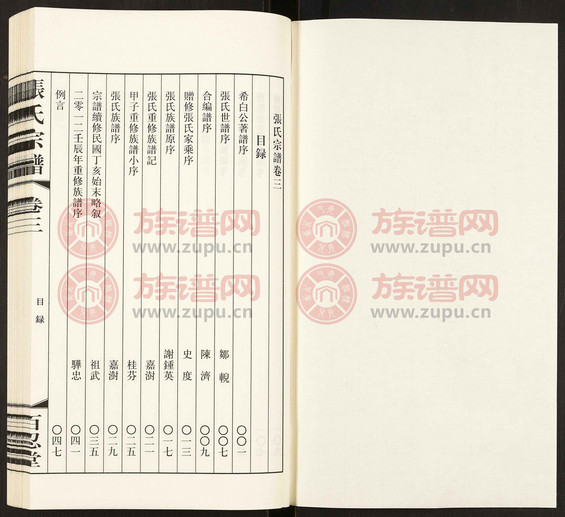 張氏宗譜卷三
目録
希白公著譜序 〇〇一
張氏世譜序 鄒輗 〇〇七
合編譜序 陳濟 〇〇九
贈修張氏家乘序 史度 〇一三
張氏族譜原序 謝鍾英 〇一七
張氏重修族譜記 嘉澍 〇二一
甲子重修族譜小序 桂芬 〇二五
張氏族譜序 嘉澍 〇二九
宗譜續修民國丁亥始末略叙 祖武 〇三五
二零一二壬辰年重修族譜序 驊忠 〇四一
例言 〇四七
張氏宗譜 卷三
目録
百忍堂
族谱网
www.zupu.cn
族谱网
www.zupu.cn
族谱网
www.zupu.cn
族谱网
www.zupu.cn